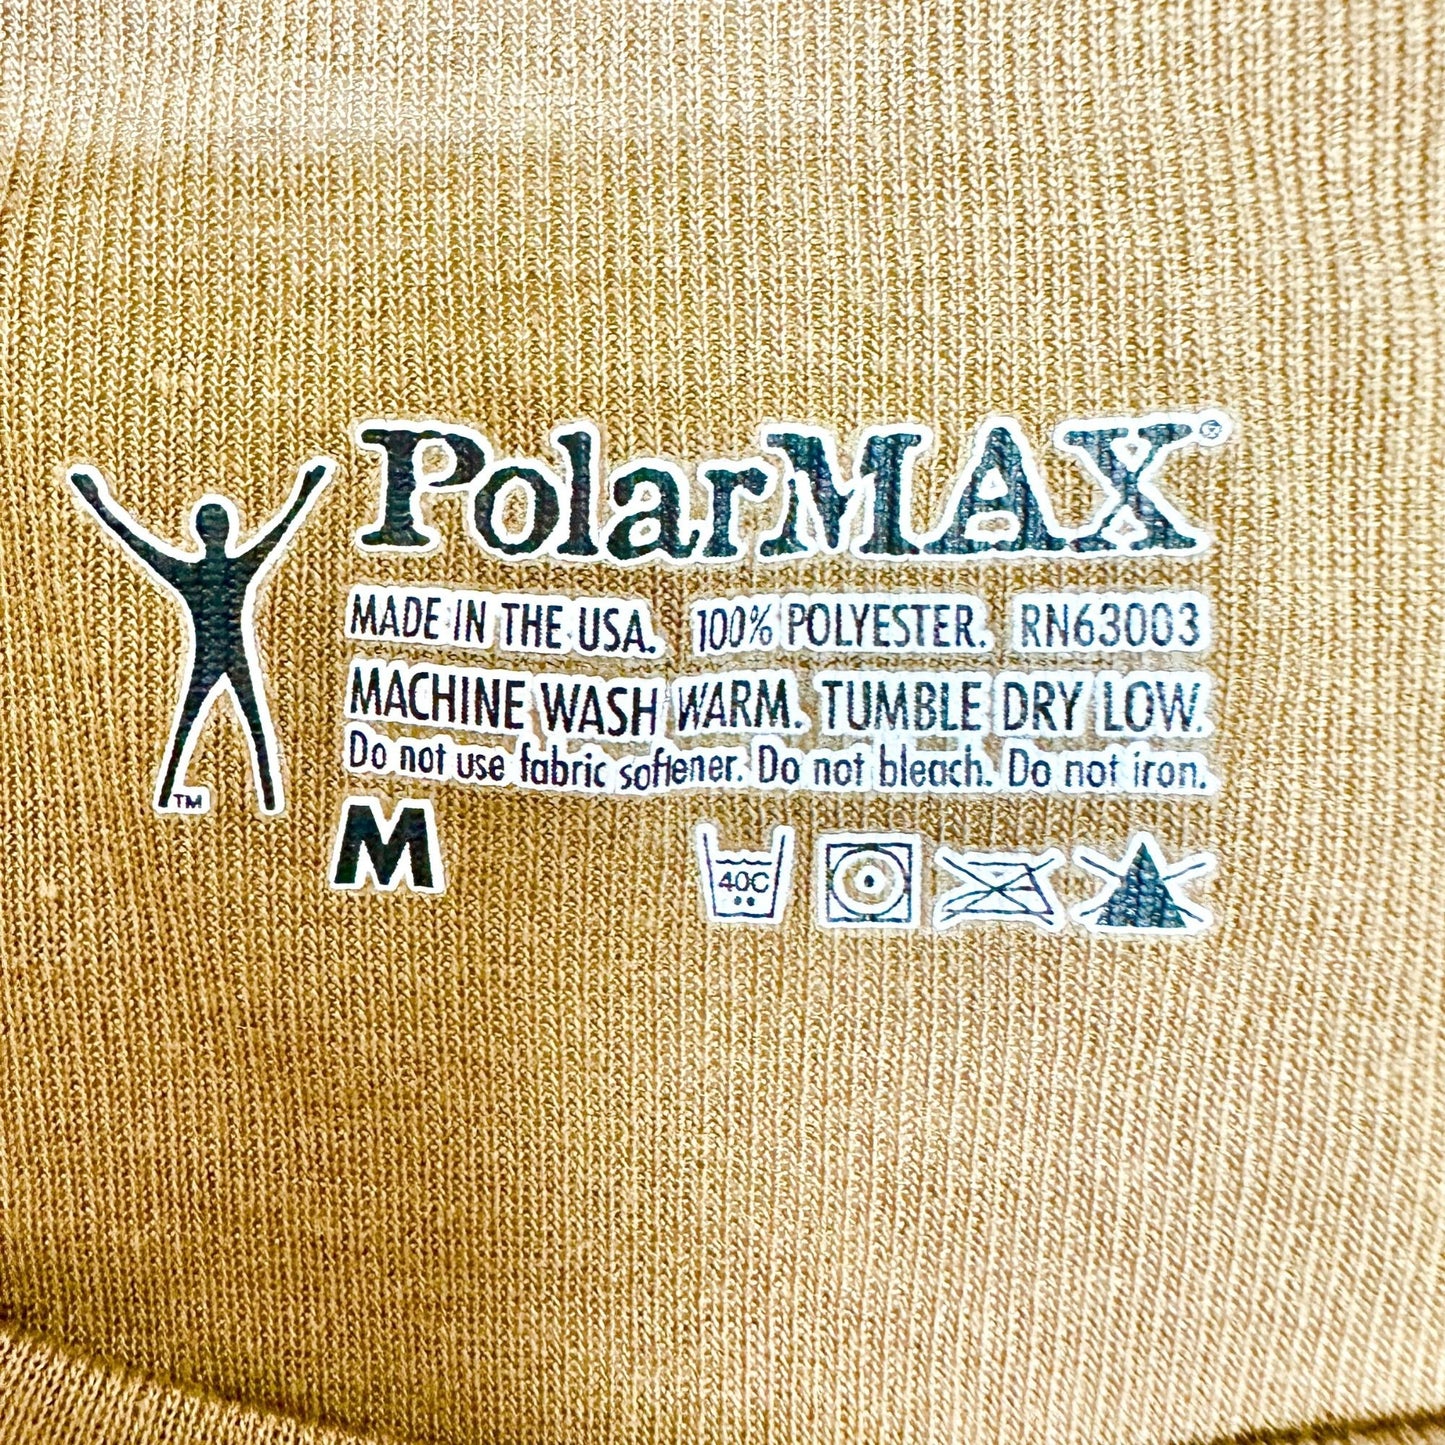 PolarMAX®
MADE IN THE USA. 100% POLYESTER. RN63003
MACHINE WASH WARM. TUMBLE DRY LOW.
Do not use fabric softener. Do not bleach. Do not iron.
TM
M
40C